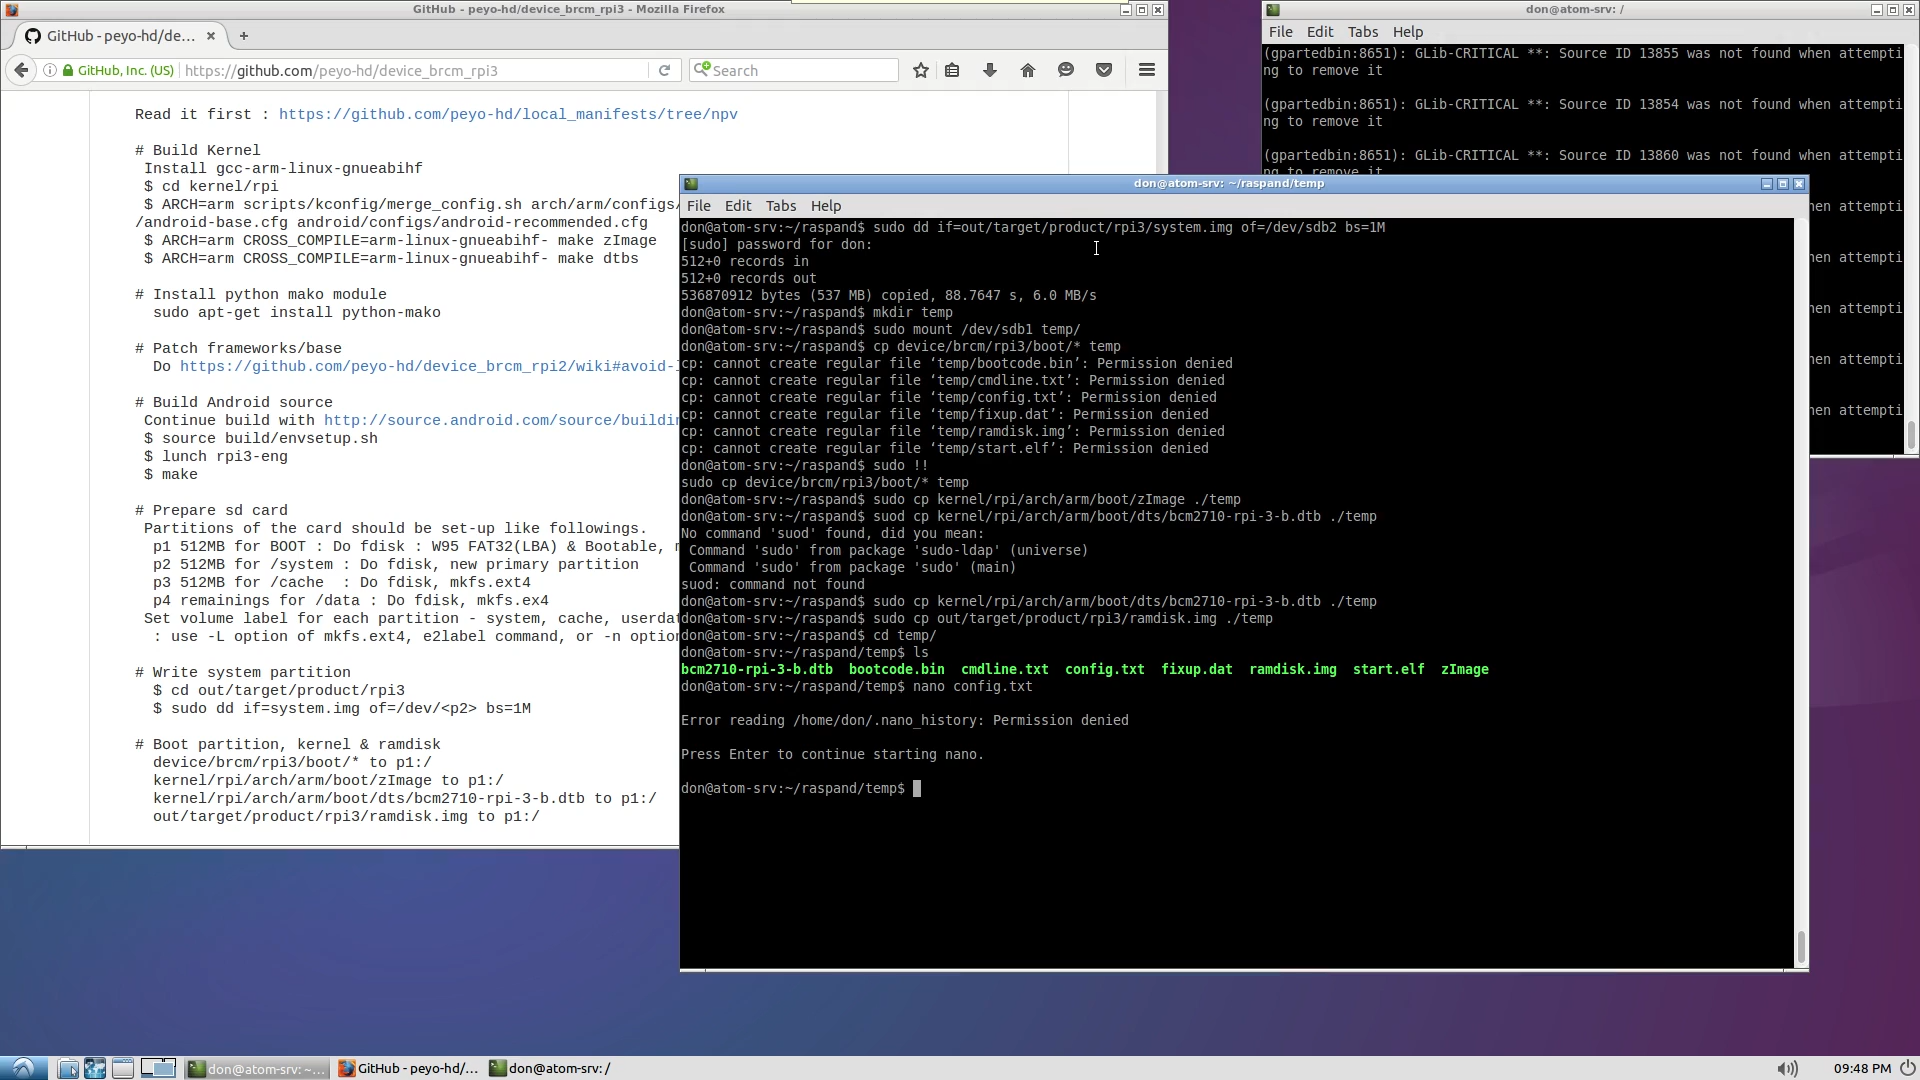 GitHub - peyo-hd/device_brcm_rpi3 - Mozilla Firefox
GitHub - peyo-hd/de...
GitHub, Inc. (US)
https://github.com/peyo-hd/device_brcm_rpi3
Search
Read it first : https://github.com/peyo-hd/local_manifests/tree/npv
# Build Kernel
Install gcc-arm-linux-gnueabihf
$ cd kernel/rpi
$ ARCH=arm scripts/kconfig/merge_config.sh arch/arm/configs/
/android-base.cfg android/configs/android-recommended.cfg
$ ARCH=arm CROSS_COMPILE=arm-linux-gnueabihf- make zImage
$ ARCH=arm CROSS_COMPILE=arm-linux-gnueabihf- make dtbs
# Install python mako module
sudo apt-get install python-mako
# Patch frameworks/base
Do https://github.com/peyo-hd/device_brcm_rpi2/wiki#avoid-
# Build Android source
Continue build with http://source.android.com/source/buildin
$ source build/envsetup.sh
$ lunch rpi3-eng
$ make
# Prepare sd card
Partitions of the card should be set-up like followings.
p1 512MB for BOOT : Do fdisk : W95 FAT32(LBA) & Bootable,
p2 512MB for /system : Do fdisk, new primary partition
p3 512MB for /cache  : Do fdisk, mkfs.ext4
p4 remainings for /data : Do fdisk, mkfs.ex4
Set volume label for each partition - system, cache, userda
: use -L option of mkfs.ext4, e2label command, or -n option
# Write system partition
$ cd out/target/product/rpi3
$ sudo dd if=system.img of=/dev/<p2> bs=1M
# Boot partition, kernel & ramdisk
device/brcm/rpi3/boot/* to p1:/
kernel/rpi/arch/arm/boot/zImage to p1:/
kernel/rpi/arch/arm/boot/dts/bcm2710-rpi-3-b.dtb to p1:/
out/target/product/rpi3/ramdisk.img to p1:/
don@atom-srv: /
File Edit Tabs Help
(gpartedbin:8651): GLib-CRITICAL **: Source ID 13855 was not found when attempti
ng to remove it
(gpartedbin:8651): GLib-CRITICAL **: Source ID 13854 was not found when attempti
ng to remove it
(gpartedbin:8651): GLib-CRITICAL **: Source ID 13860 was not found when attempti
ng to remove it
hen attempti
hen attempti
hen attempti
hen attempti
hen attempti
don@atom-srv: ~/raspand/temp
File Edit Tabs Help
don@atom-srv:~/raspand$ sudo dd if=out/target/product/rpi3/system.img of=/dev/sdb2 bs=1M
[sudo] password for don:
512+0 records in
512+0 records out
536870912 bytes (537 MB) copied, 88.7647 s, 6.0 MB/s
don@atom-srv:~/raspand$ mkdir temp
don@atom-srv:~/raspand$ sudo mount /dev/sdb1 temp/
don@atom-srv:~/raspand$ cp device/brcm/rpi3/boot/* temp
cp: cannot create regular file ‘temp/bootcode.bin’: Permission denied
cp: cannot create regular file ‘temp/cmdline.txt’: Permission denied
cp: cannot create regular file ‘temp/config.txt’: Permission denied
cp: cannot create regular file ‘temp/fixup.dat’: Permission denied
cp: cannot create regular file ‘temp/ramdisk.img’: Permission denied
cp: cannot create regular file ‘temp/start.elf’: Permission denied
don@atom-srv:~/raspand$ sudo !!
sudo cp device/brcm/rpi3/boot/* temp
don@atom-srv:~/raspand$ sudo cp kernel/rpi/arch/arm/boot/zImage ./temp
don@atom-srv:~/raspand$ suod cp kernel/rpi/arch/arm/boot/dts/bcm2710-rpi-3-b.dtb ./temp
No command 'suod' found, did you mean:
Command 'sudo' from package 'sudo-ldap' (universe)
Command 'sudo' from package 'sudo' (main)
suod: command not found
don@atom-srv:~/raspand$ sudo cp kernel/rpi/arch/arm/boot/dts/bcm2710-rpi-3-b.dtb ./temp
don@atom-srv:~/raspand$ sudo cp out/target/product/rpi3/ramdisk.img ./temp
don@atom-srv:~/raspand$ cd temp/
don@atom-srv:~/raspand/temp$ ls
bcm2710-rpi-3-b.dtb  bootcode.bin  cmdline.txt  config.txt  fixup.dat  ramdisk.img  start.elf  zImage
don@atom-srv:~/raspand/temp$ nano config.txt
Error reading /home/don/.nano_history: Permission denied
Press Enter to continue starting nano.
don@atom-srv:~/raspand/temp$
don@atom-srv: ~...
GitHub - peyo-hd/...
don@atom-srv: /
09:48 PM